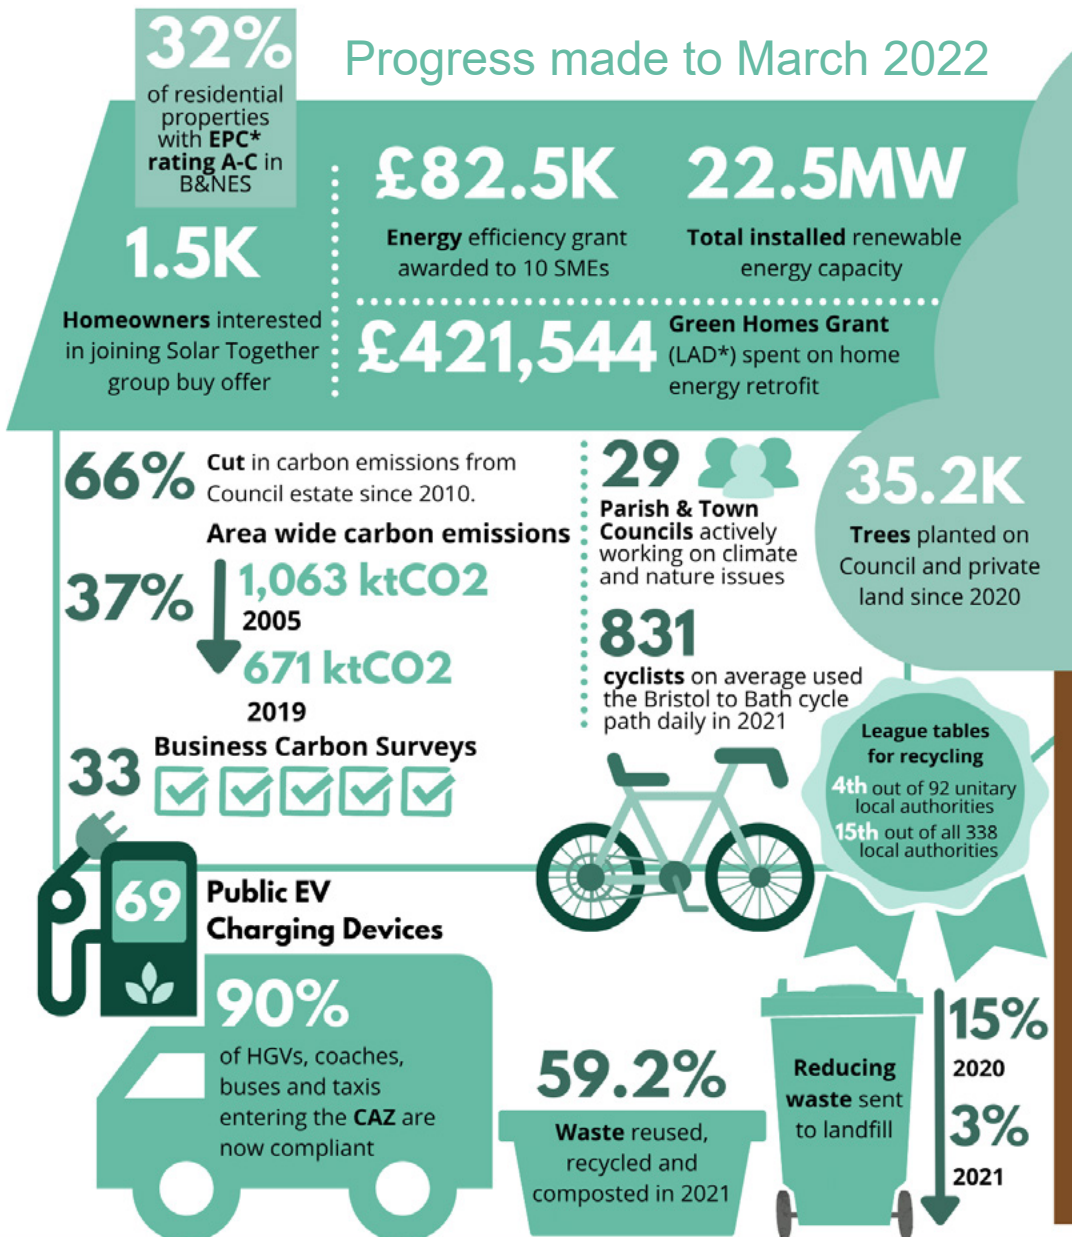 Progress made to March 2022
32%
of residential
properties
with EPC*
rating A-C in
B&NES
1.5K
Homeowners interested
in joining Solar Together
group buy offer
£82.5K
Energy efficiency grant
awarded to 10 SMEs
22.5MW
Total installed renewable
energy capacity
£421,544
Green Homes Grant
(LAD*) spent on home
energy retrofit
66%
Cut in carbon emissions from
Council estate since 2010.
Area wide carbon emissions
37%
1,063 ktCO2
2005
671 ktCO2
2019
33
Business Carbon Surveys
29
Parish & Town
Councils actively
working on climate
and nature issues
831
cyclists on average used
the Bristol to Bath cycle
path daily in 2021
35.2K
Trees planted on
Council and private
land since 2020
League tables
for recycling
4th out of 92 unitary
local authorities
15th out of all 338
local authorities
69
Public EV
Charging Devices
90%
of HGVs, coaches,
buses and taxis
entering the CAZ are
now compliant
59.2%
Waste reused,
recycled and
composted in 2021
Reducing
waste sent
to landfill
15%
2020
3%
2021